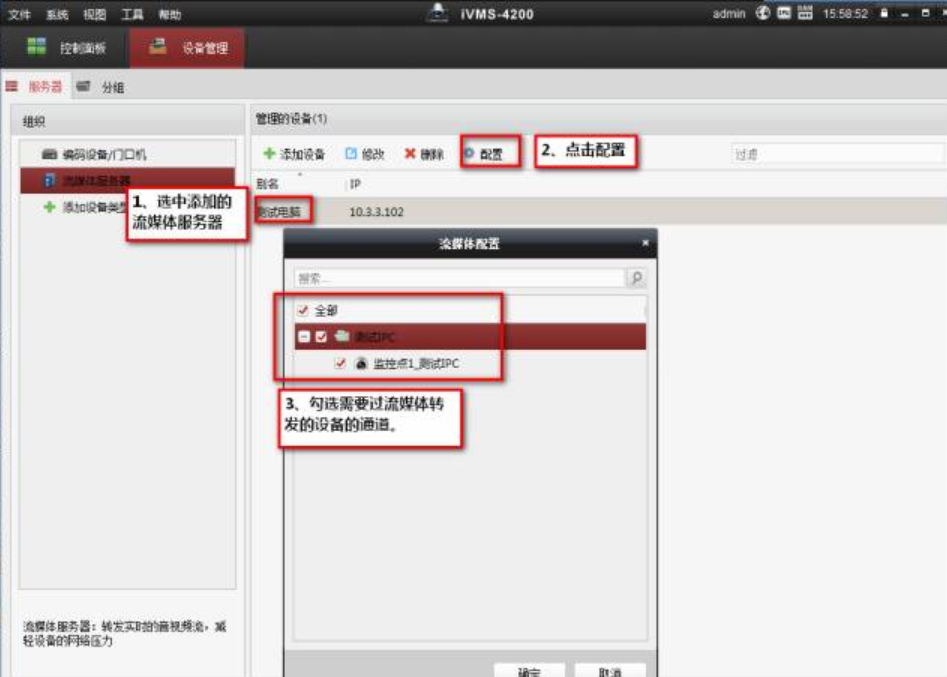 文件 系统 视图 工具 帮助 iVMS-4200 admin 15:58:52
控制面板 设备管理
服务器 分组
组织 管理的设备(1)
编码设备/门口机 添加设备 修改 删除 配置 2、点击配置 过滤
流媒体服务器 别名 IP
添加设备类型 1、选中添加的
流媒体服务器 测试电脑 10.3.3.102
流媒体配置
搜索...
全部
测试IPC
监控点1_测试IPC
3、勾选需要过流媒体转
发的设备的通道。
流媒体服务器：转发实时的音视频流，减
轻设备的网络压力
确定 取消